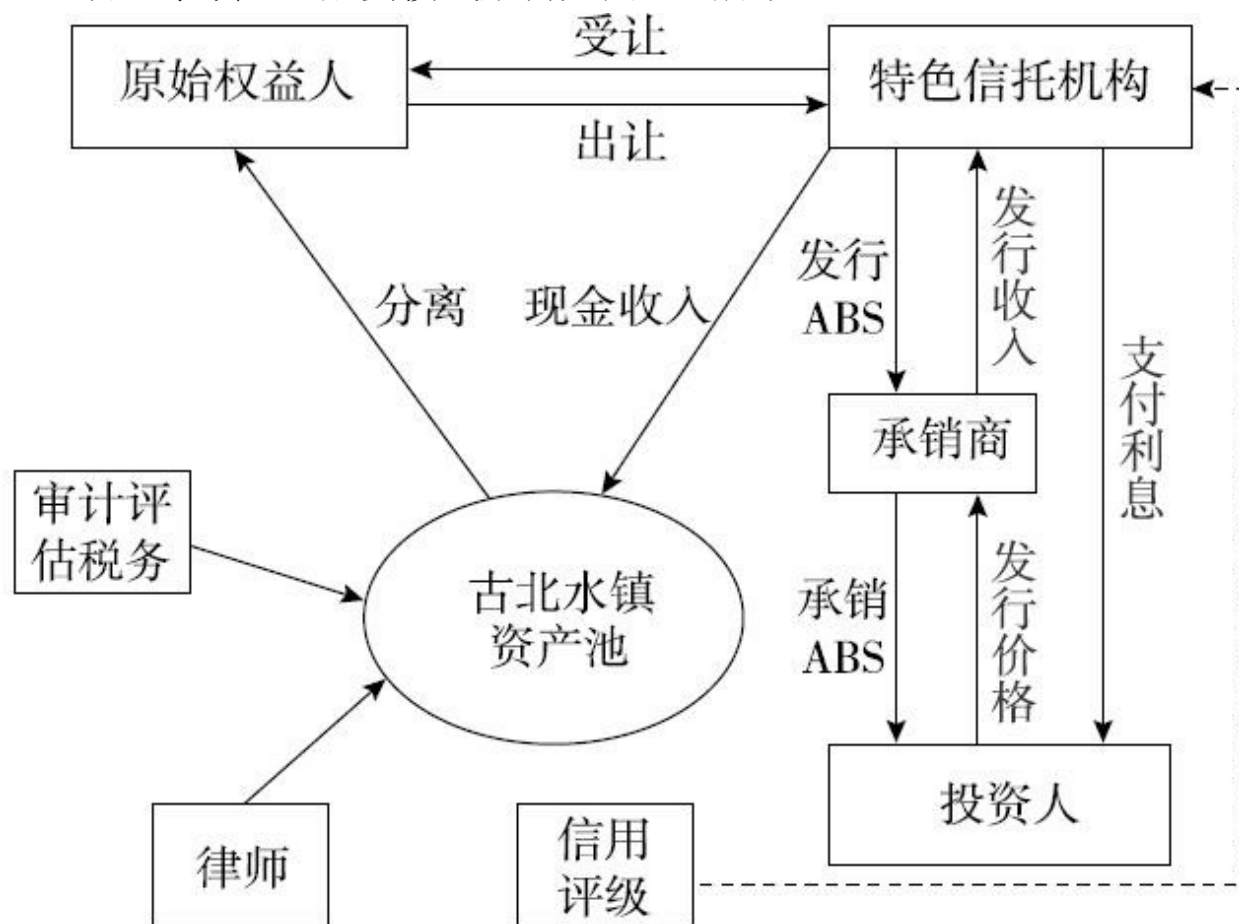 受让
原始权益人
特色信托机构
出让
分离
现金收入
发行
ABS
发行收入
支付利息
承销商
审计评
估税务
古北水镇
资产池
承销
ABS
发行价格
投资人
律师
信用
评级